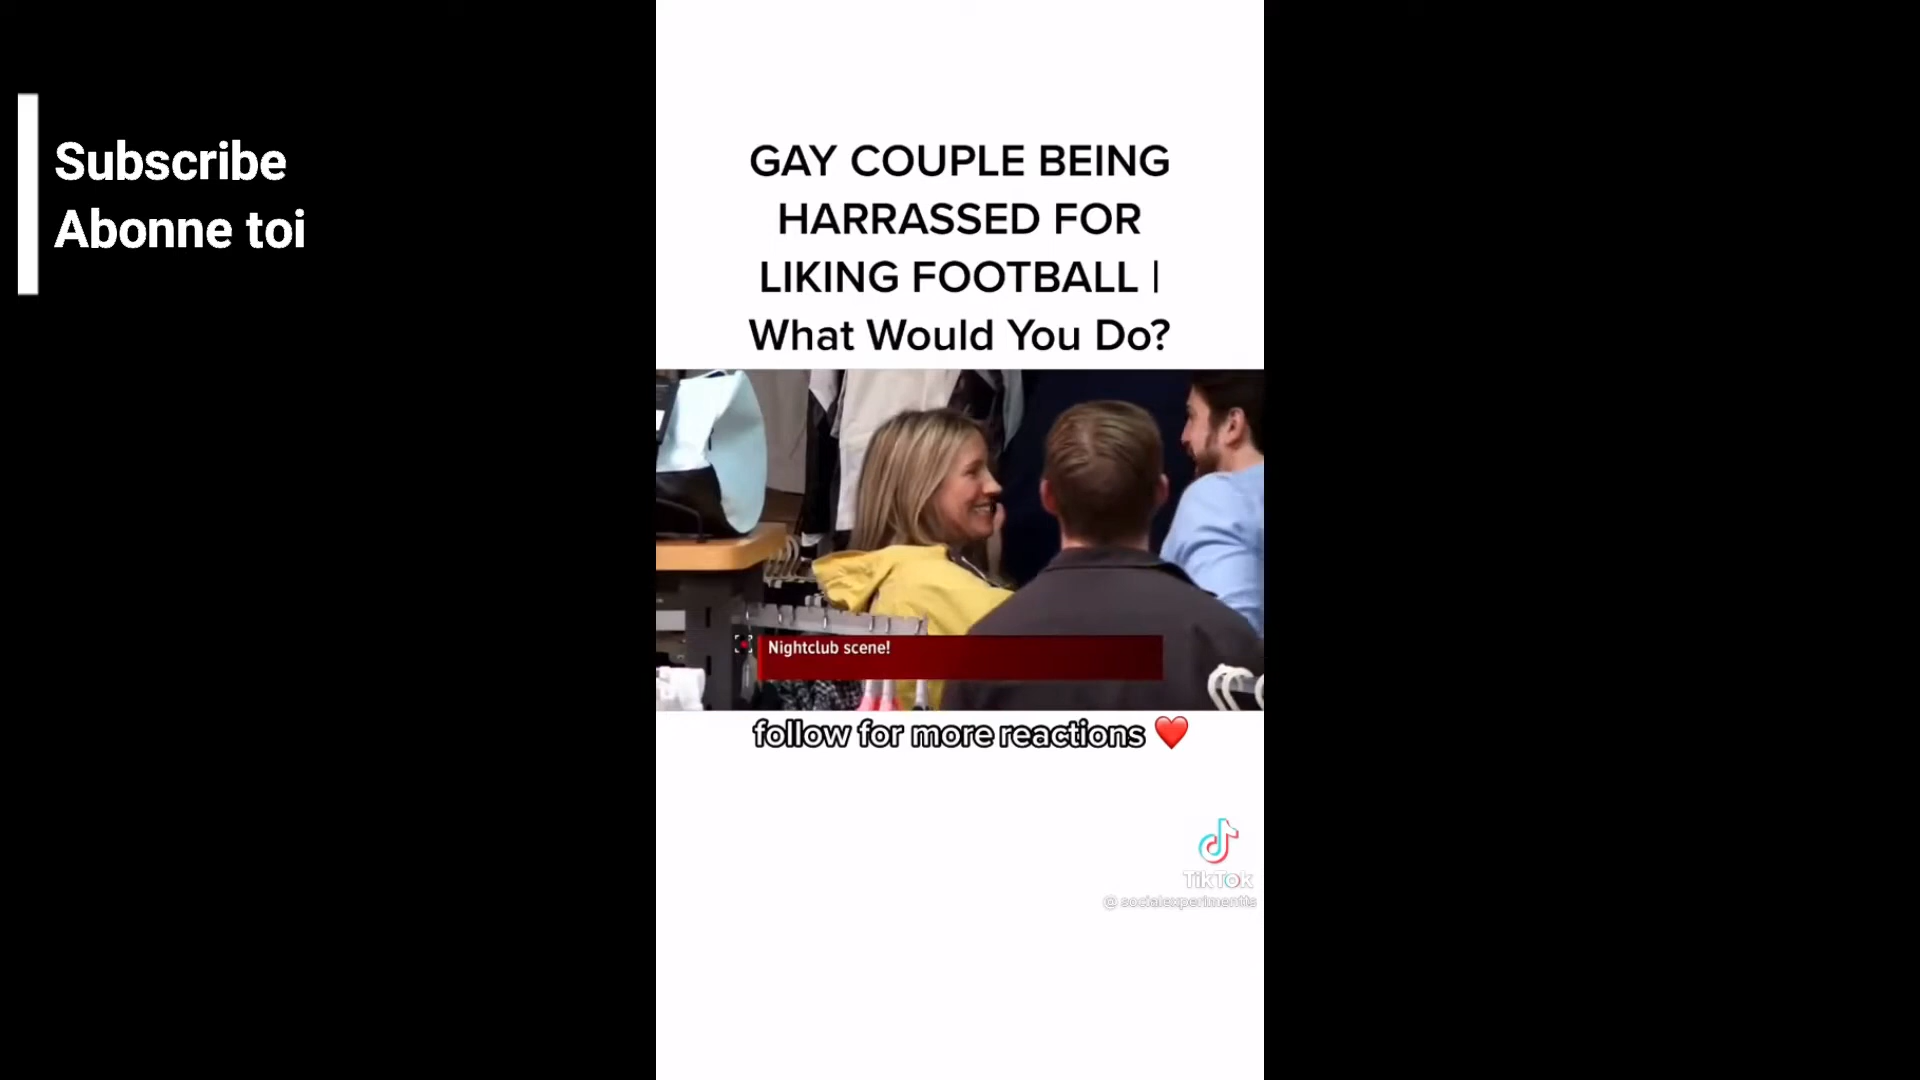 Subscribe
Abonne toi
GAY COUPLE BEING
HARRASSED FOR
LIKING FOOTBALL |
What Would You Do?
Nightclub scene!
follow for more reactions ❤️
TikTok
@ socialexperimentts